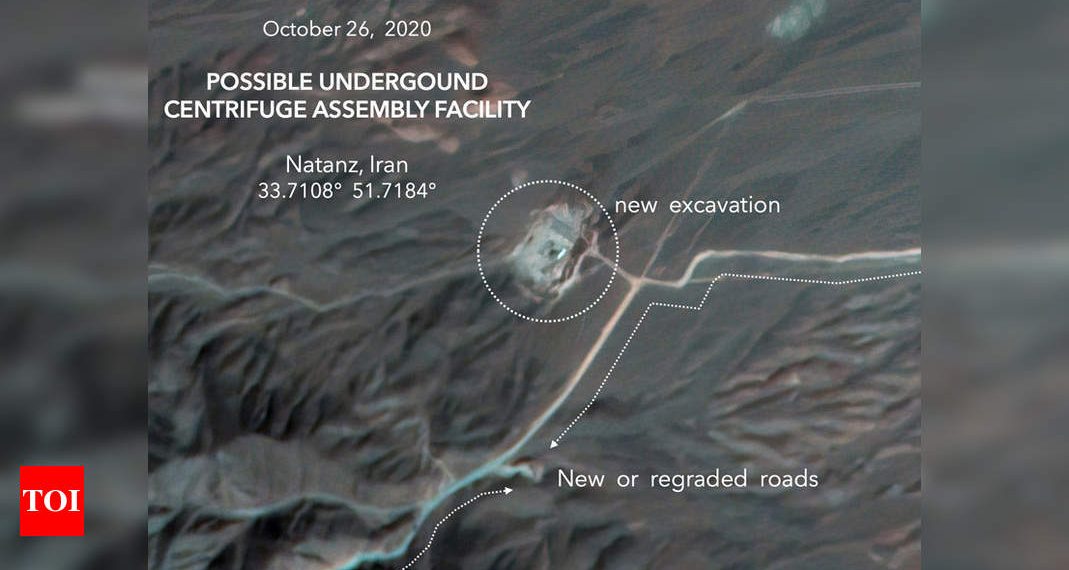 October 26, 2020
POSSIBLE UNDERGOUND
CENTRIFUGE ASSEMBLY FACILITY
Natanz, Iran
33.7108° 51.7184°
new excavation
New or regraded roads
TOI